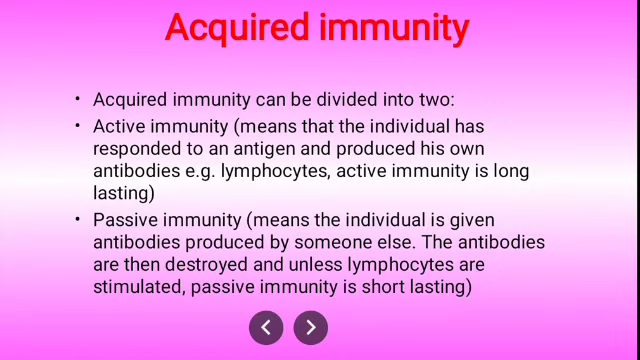 Acquired immunity
• Acquired immunity can be divided into two:
• Active immunity (means that the individual has
responded to an antigen and produced his own
antibodies e.g. lymphocytes, active immunity is long
lasting)
• Passive immunity (means the individual is given
antibodies produced by someone else. The antibodies
are then destroyed and unless lymphocytes are
stimulated, passive immunity is short lasting)